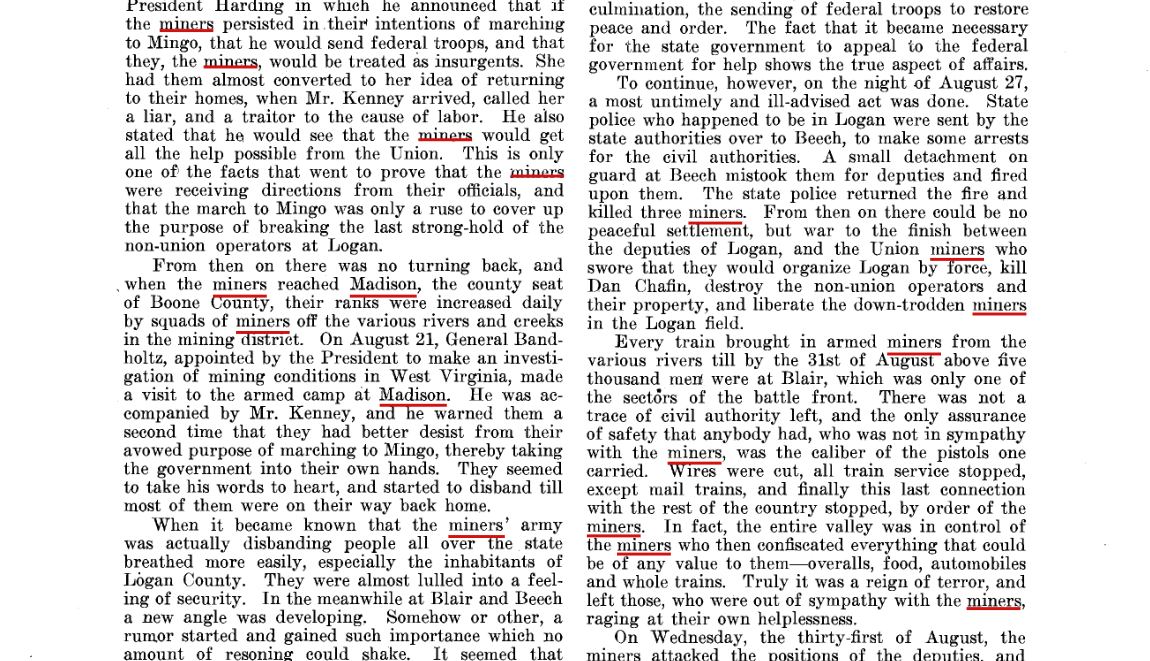 President Harding in which he announced that if
the miners persisted in their intentions of marching
to Mingo, that he would send federal troops, and that
they, the miners, would be treated as insurgents. She
had them almost converted to her idea of returning
to their homes, when Mr. Kenney arrived, called her
a liar, and a traitor to the cause of labor. He also
stated that he would see that the miners would get
all the help possible from the Union. This is only
one of the facts that went to prove that the miners
were receiving directions from their officials, and
that the march to Mingo was only a ruse to cover up
the purpose of breaking the last strong-hold of the
non-union operators at Logan.
From then on there was no turning back, and
when the miners reached Madison, the county seat
of Boone County, their ranks were increased daily
by squads of miners off the various rivers and creeks
in the mining district. On August 21, General Band-
holtz, appointed by the President to make an investi-
gation of mining conditions in West Virginia, made
a visit to the armed camp at Madison. He was ac-
companied by Mr. Kenney, and he warned them a
second time that they had better desist from their
avowed purpose of marching to Mingo, thereby taking
the government into their own hands. They seemed
to take his words to heart, and started to disband till
most of them were on their way back home.
When it became known that the miners' army
was actually disbanding people all over the state
breathed more easily, especially the inhabitants of
Logan County. They were almost lulled into a feel-
ing of security. In the meanwhile at Blair and Beech
a new angle was developing. Somehow or other, a
rumor started and gained such importance which no
amount of resoning could shake. It seemed that
culmination, the sending of federal troops to restore
peace and order. The fact that it became necessary
for the state government to appeal to the federal
government for help shows the true aspect of affairs.
To continue, however, on the night of August 27,
a most untimely and ill-advised act was done. State
police who happened to be in Logan were sent by the
state authorities over to Beech, to make some arrests
for the civil authorities. A small detachment on
guard at Beech mistook them for deputies and fired
upon them. The state police returned the fire and
killed three miners. From then on there could be no
peaceful settlement, but war to the finish between
the deputies of Logan, and the Union miners who
swore that they would organize Logan by force, kill
Dan Chafin, destroy the non-union operators and
their property, and liberate the down-trodden miners
in the Logan field.
Every train brought in armed miners from the
various rivers till by the 31st of August above five
thousand men were at Blair, which was only one of
the sectors of the battle front. There was not a
trace of civil authority left, and the only assurance
of safety that anybody had, who was not in sympathy
with the miners, was the caliber of the pistols one
carried. Wires were cut, all train service stopped,
except mail trains, and finally this last connection
with the rest of the country stopped, by order of the
miners. In fact, the entire valley was in control of
the miners who then confiscated everything that could
be of any value to them—overalls, food, automobiles
and whole trains. Truly it was a reign of terror, and
left those, who were out of sympathy with the miners,
raging at their own helplessness.
On Wednesday, the thirty-first of August, the
miners attacked the positions of the deputies, and